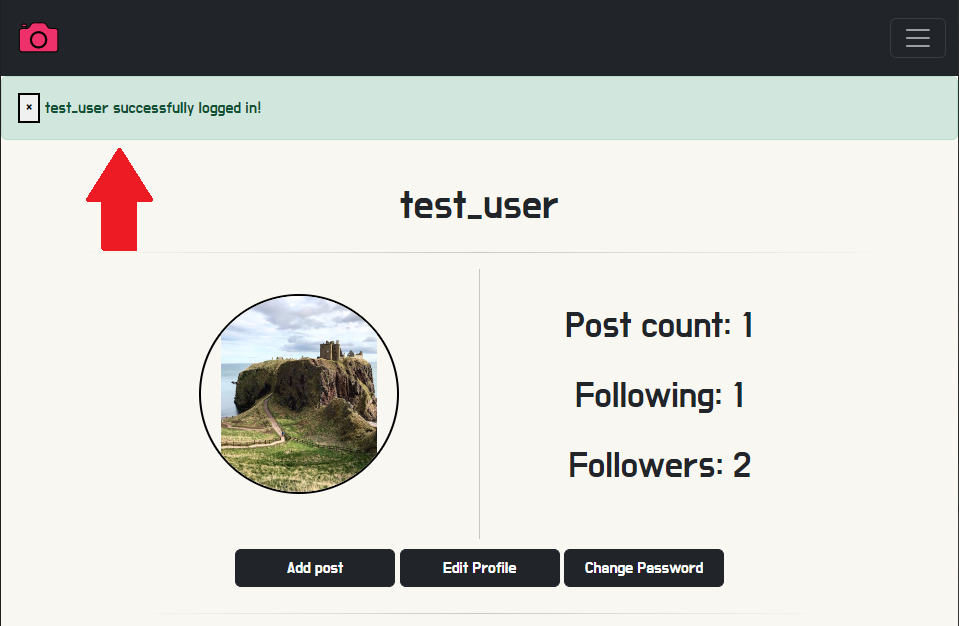 × test_user successfully logged in!
test_user
Post count: 1
Following: 1
Followers: 2
Add post
Edit Profile
Change Password